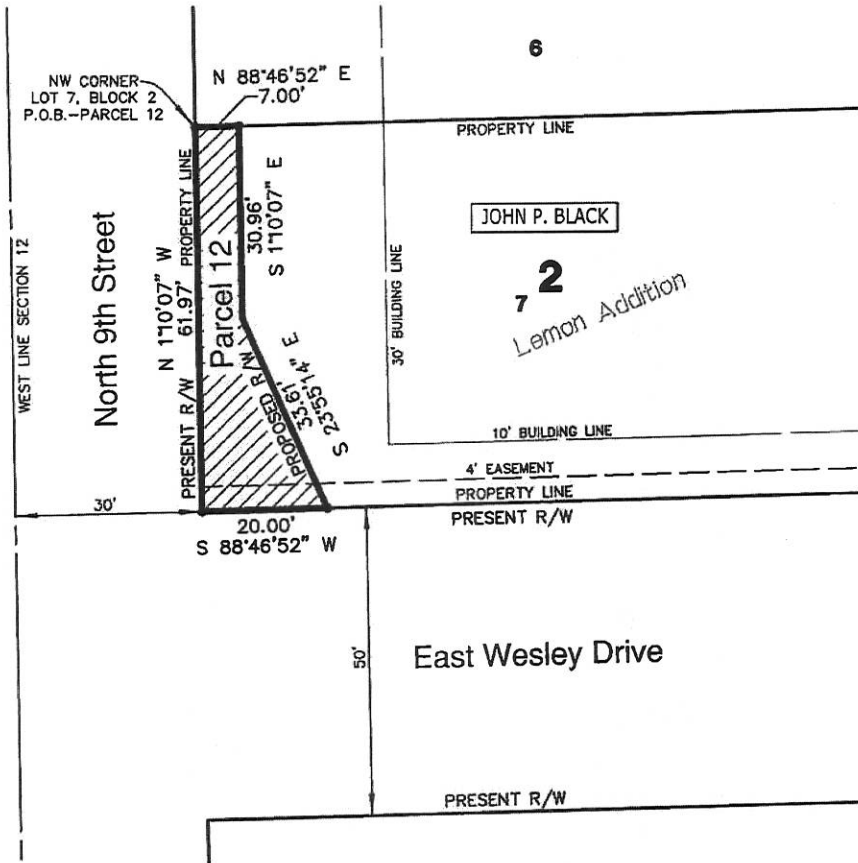 6
NW CORNER
LOT 7, BLOCK 2
P.O.B.-PARCEL 12
N 88°46'52" E
7.00'
PROPERTY LINE
WEST LINE SECTION 12
North 9th Street
PRESENT R/W
PROPERTY LINE
N 1°10'07" W
61.97'
Parcel 12
30.96'
S 1°10'07" E
PROPOSED R/W
33.61'
S 23°55'14" E
JOHN P. BLACK
7 2
Lemon Addition
30' BUILDING LINE
10' BUILDING LINE
4' EASEMENT
PROPERTY LINE
PRESENT R/W
30'
20.00'
S 88°46'52" W
50'
East Wesley Drive
PRESENT R/W